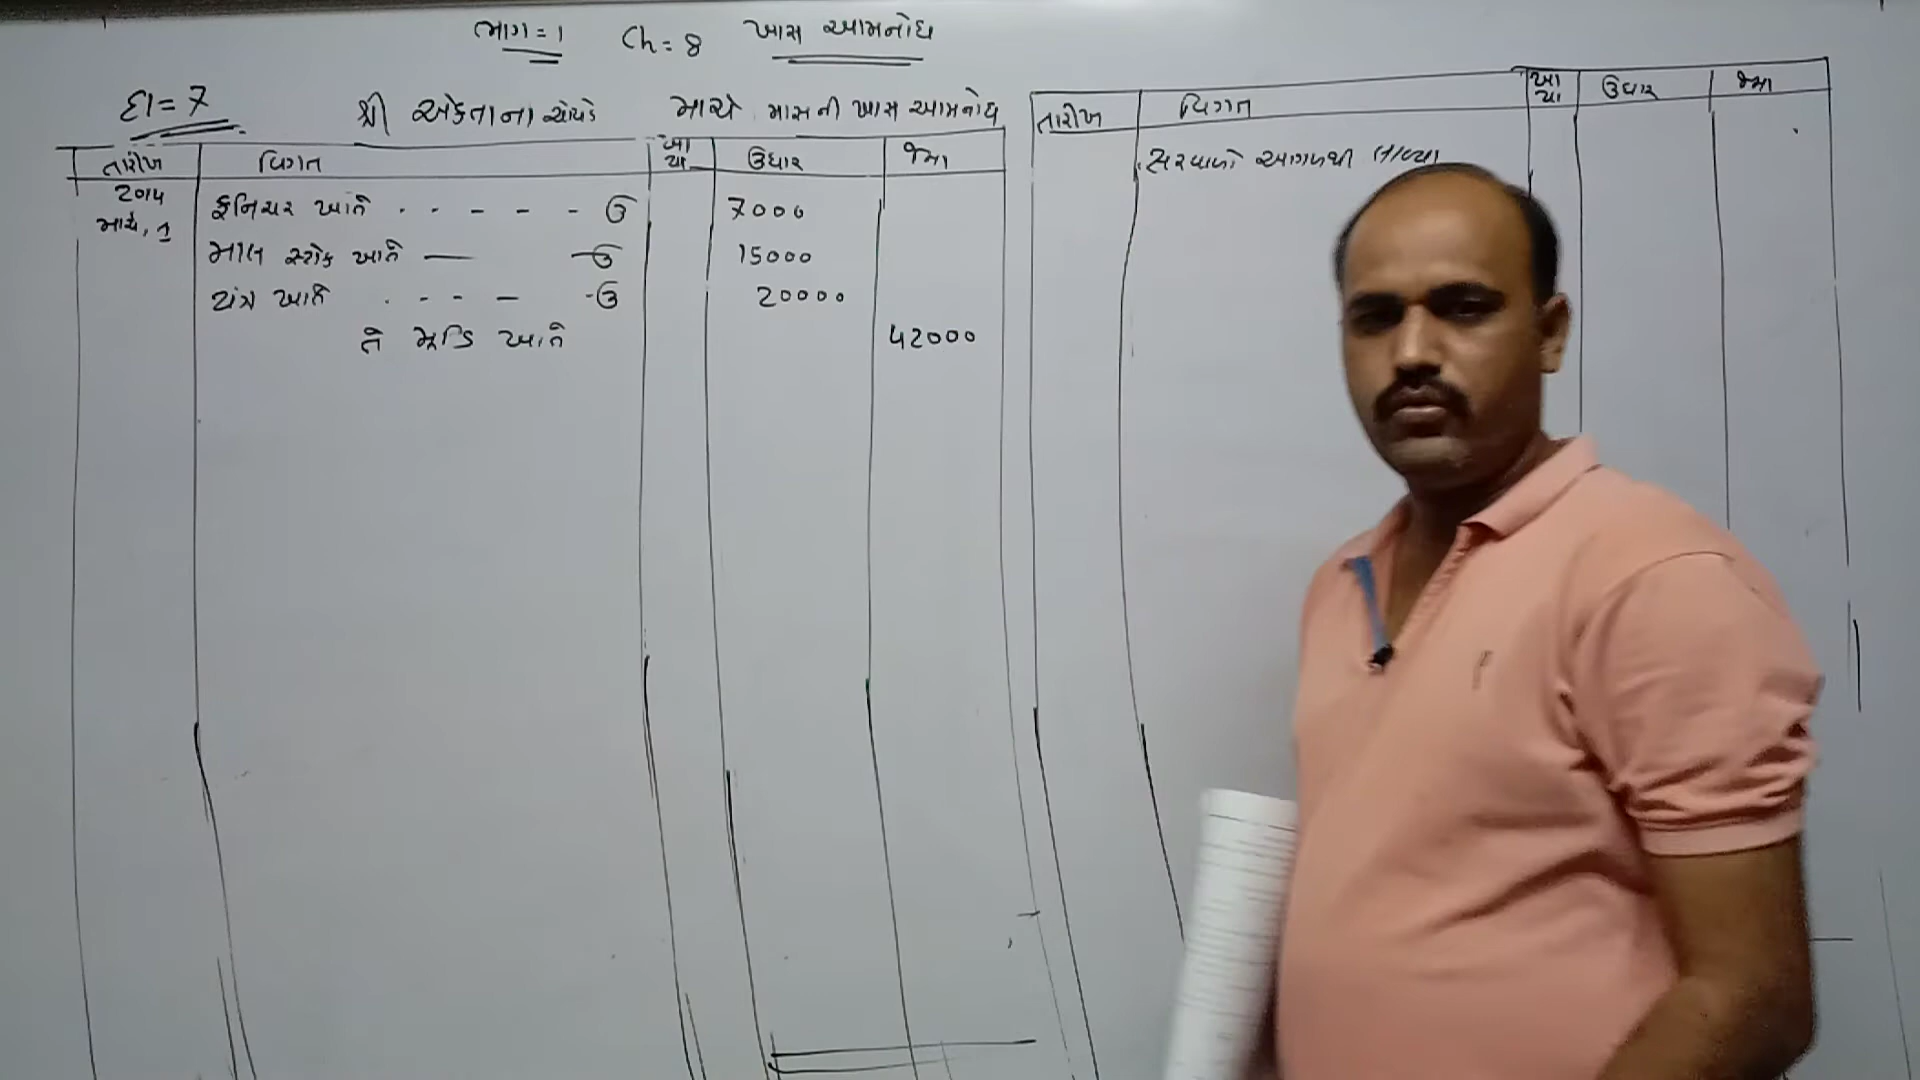 ભાગ = 1 Ch = 8 ખાસ આમનોંધ
દા = 7 શ્રી એકતાના ચોપડે માર્ચ માસની ખાસ આમનોંધ
તારીખ વિગત ખા પા ઉધાર જમા
2014 ફર્નિચર ખાતે . . - - - - ઉ 7000
માર્ચ, 1
માલ સ્ટોક ખાતે — ઉ 15000
યંત્ર ખાતે . - - - - ઉ 20000
તે મૂડિ ખાતે 42000
તારીખ વિગત ખા પા ઉધાર જમા
સરવાળો આગળથી લાવ્યા